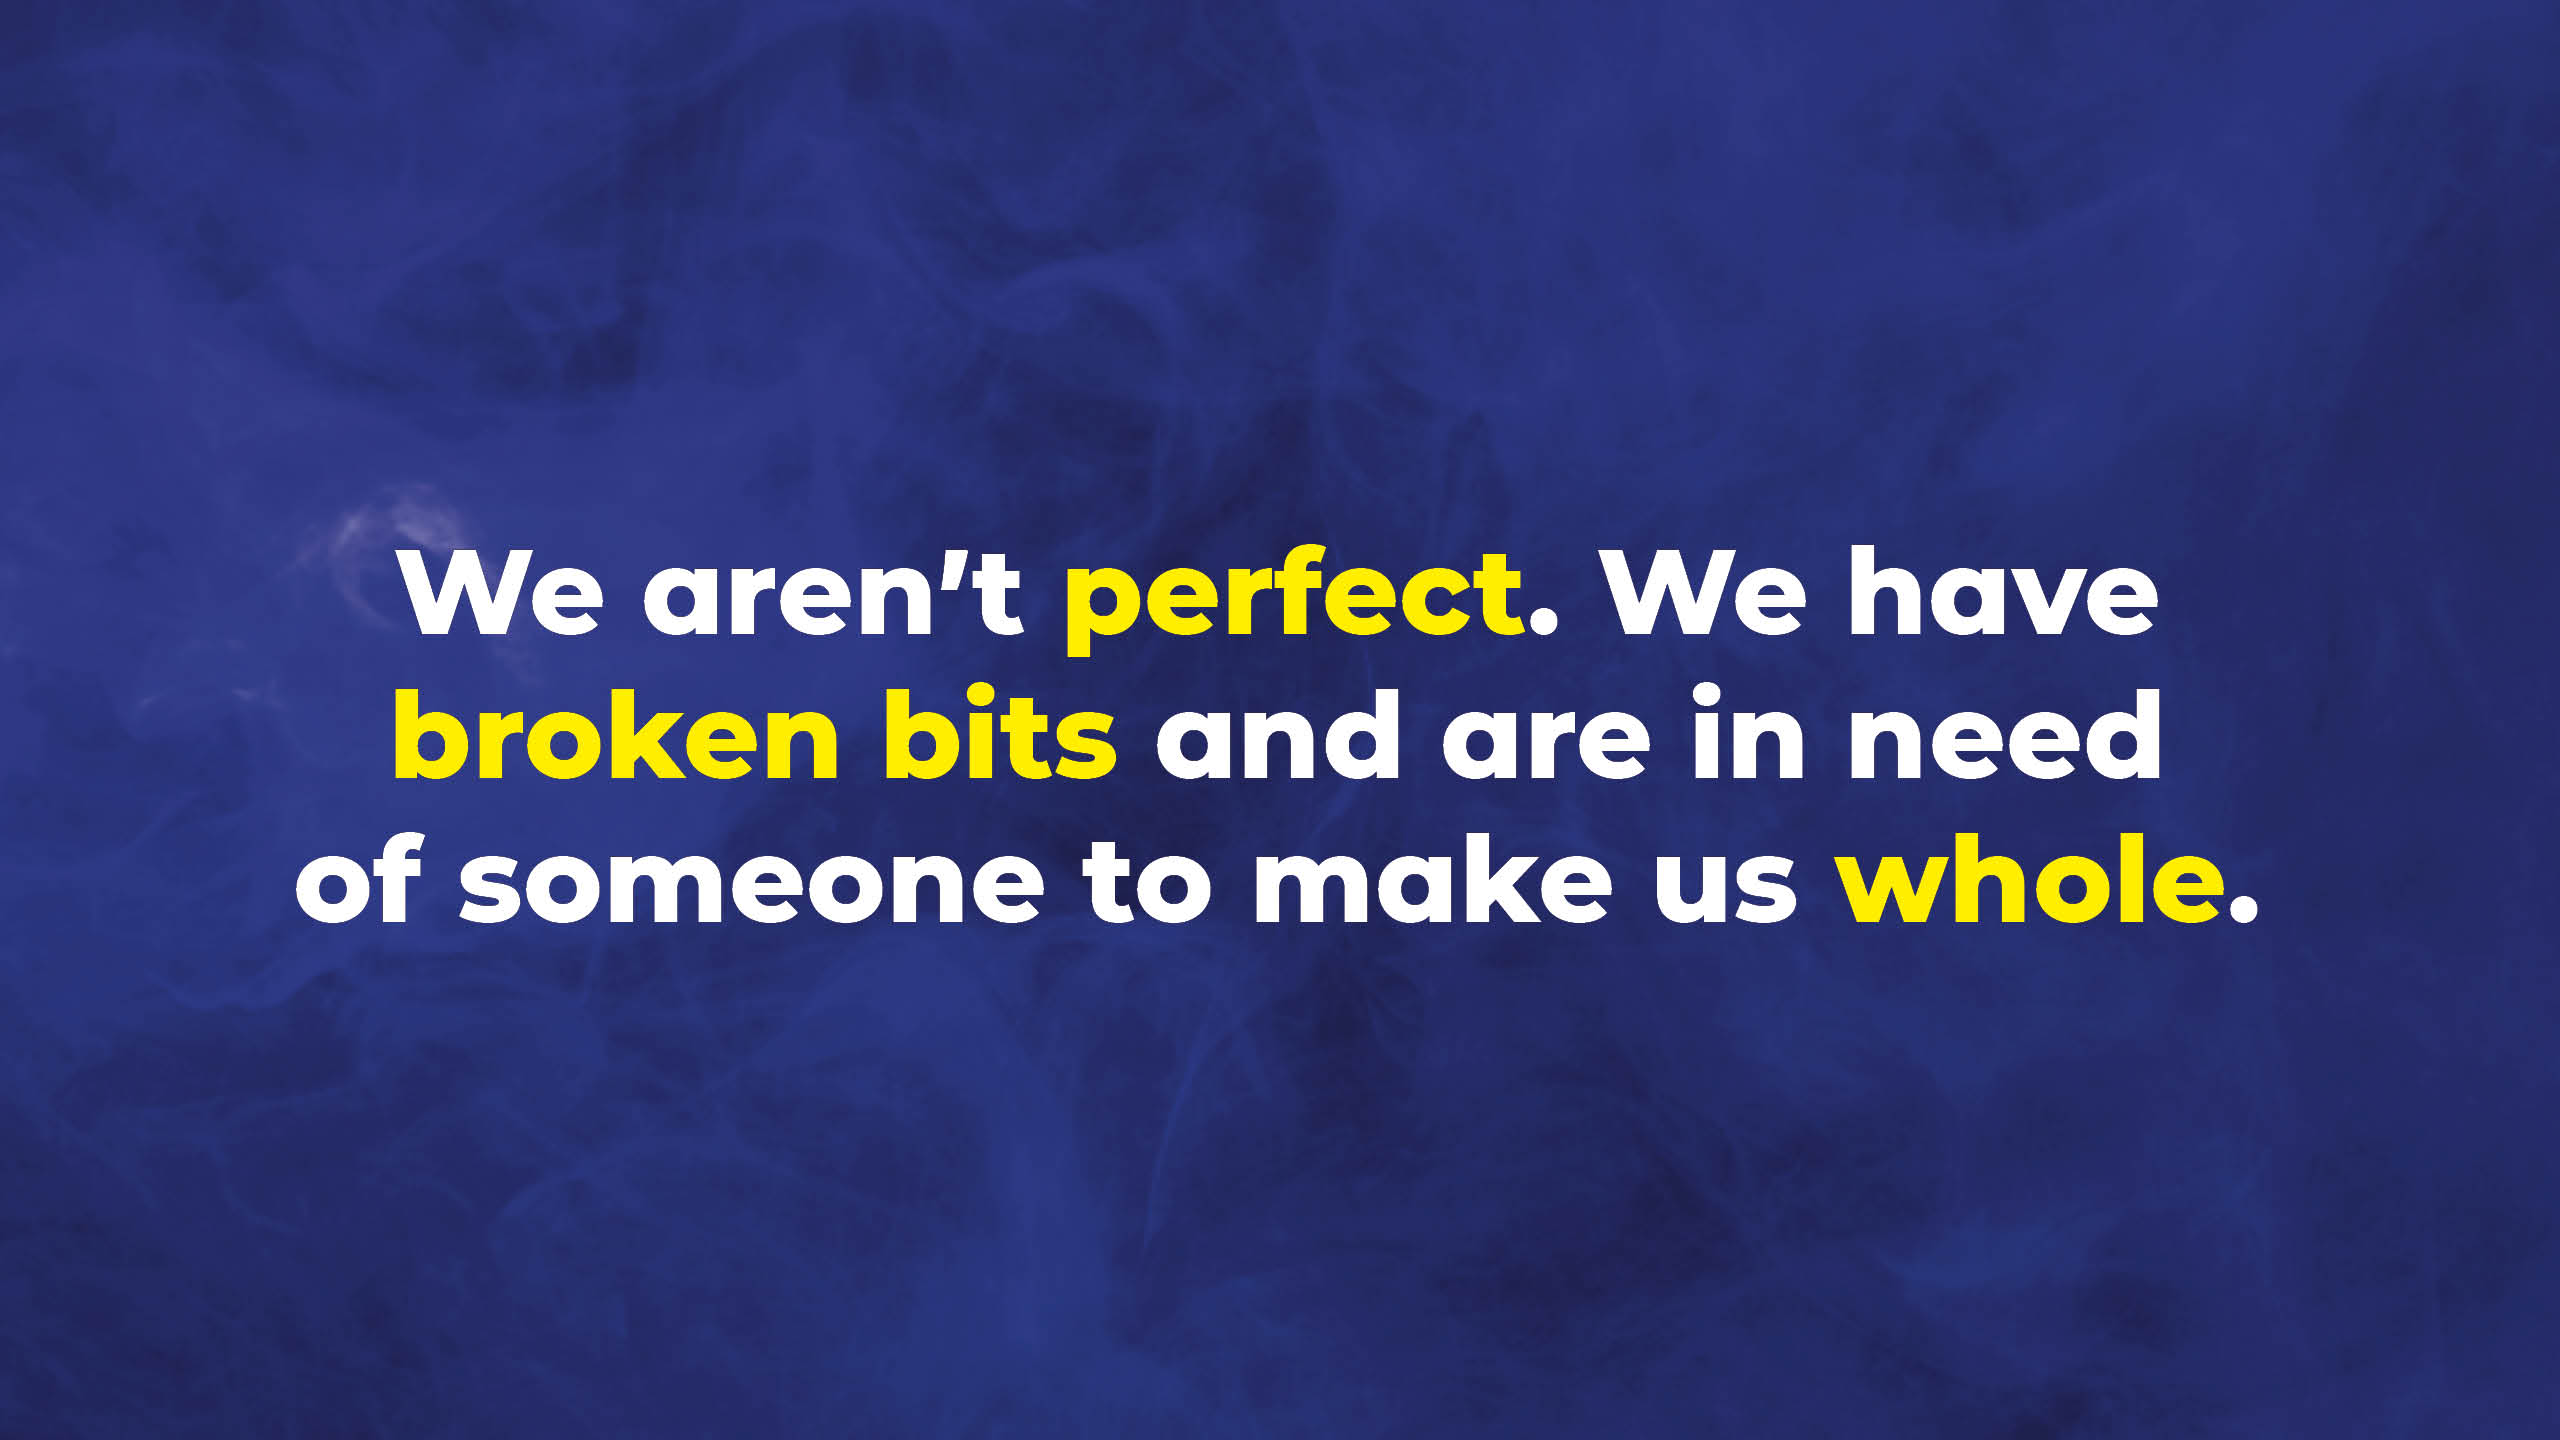 We aren’t perfect. We have
broken bits and are in need
of someone to make us whole.